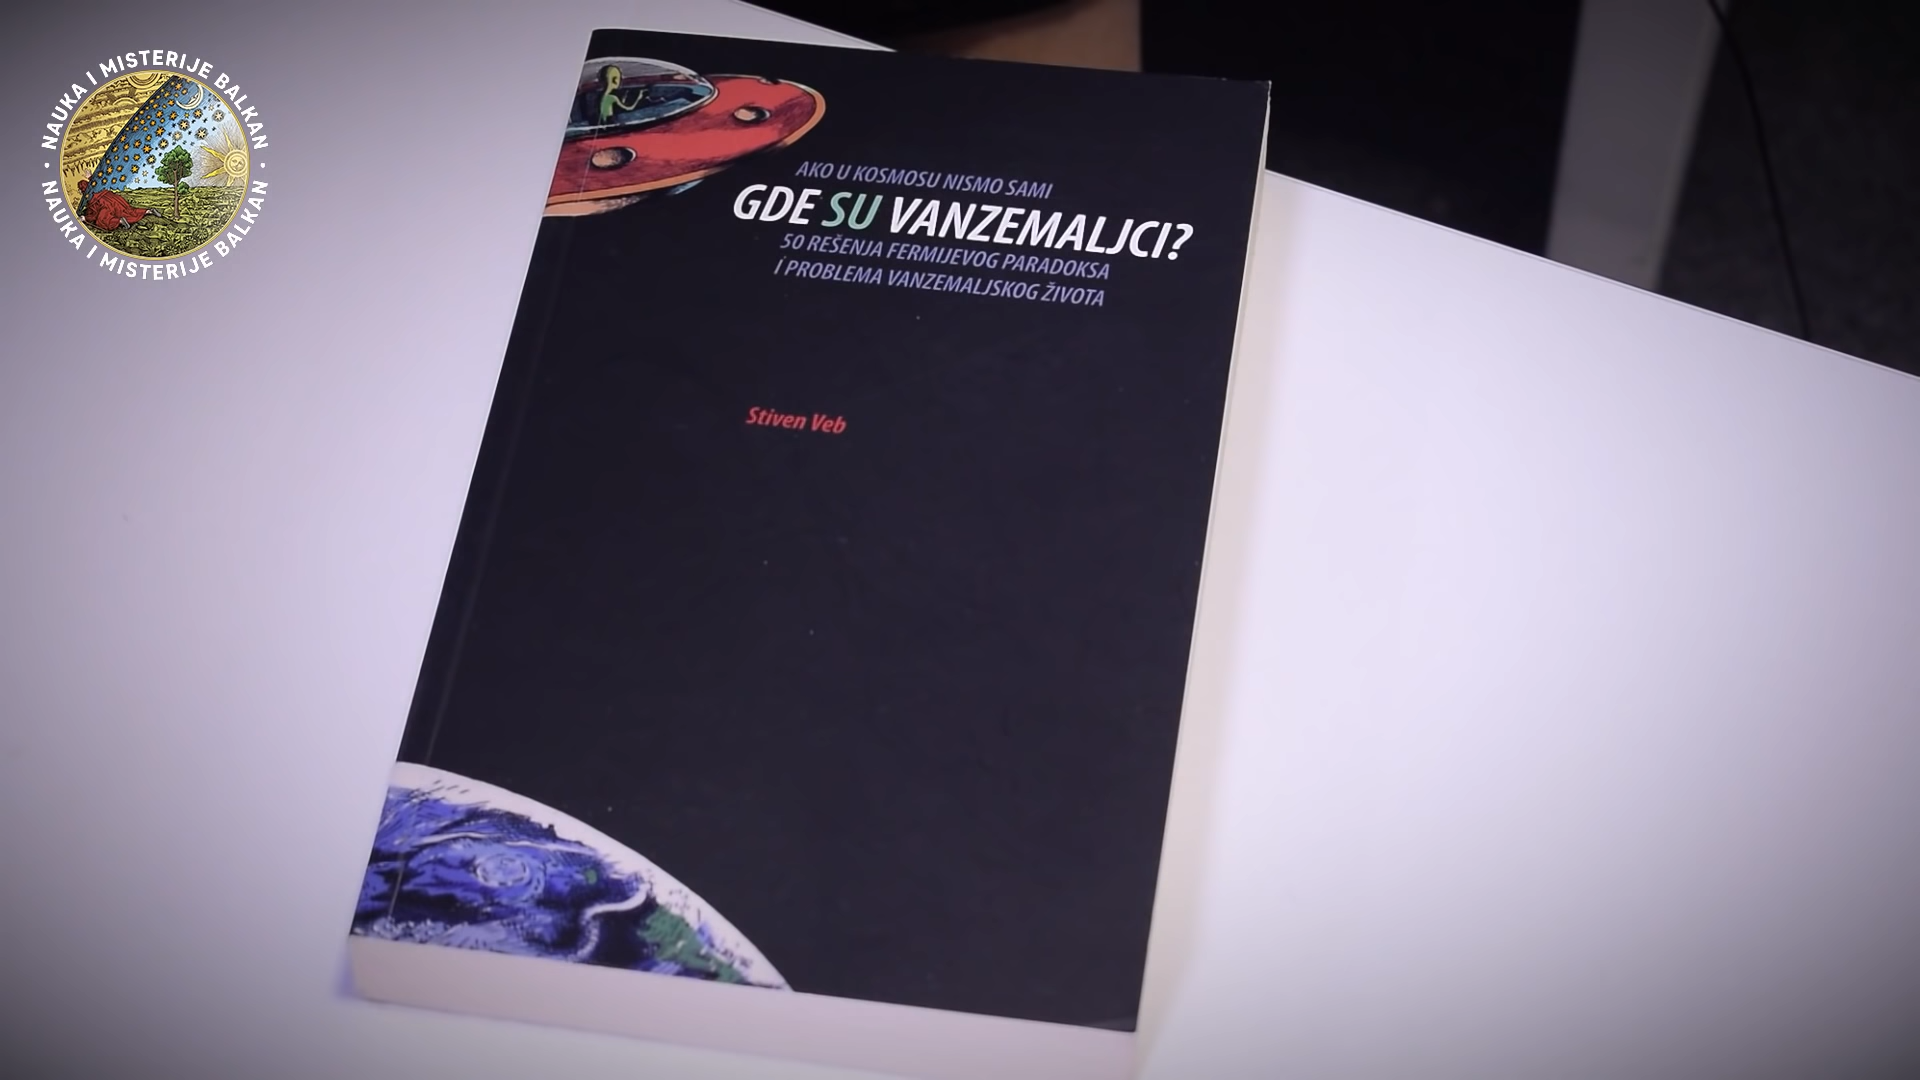 NAUKA I MISTERIJE BALKAN
NAUKA I MISTERIJE BALKAN
AKO U KOSMOSU NISMO SAMI
GDE SU VANZEMALJCI?
50 REŠENJA FERMIJEVOG PARADOKSA
I PROBLEMA VANZEMALJSKOG ŽIVOTA
Stiven Veb